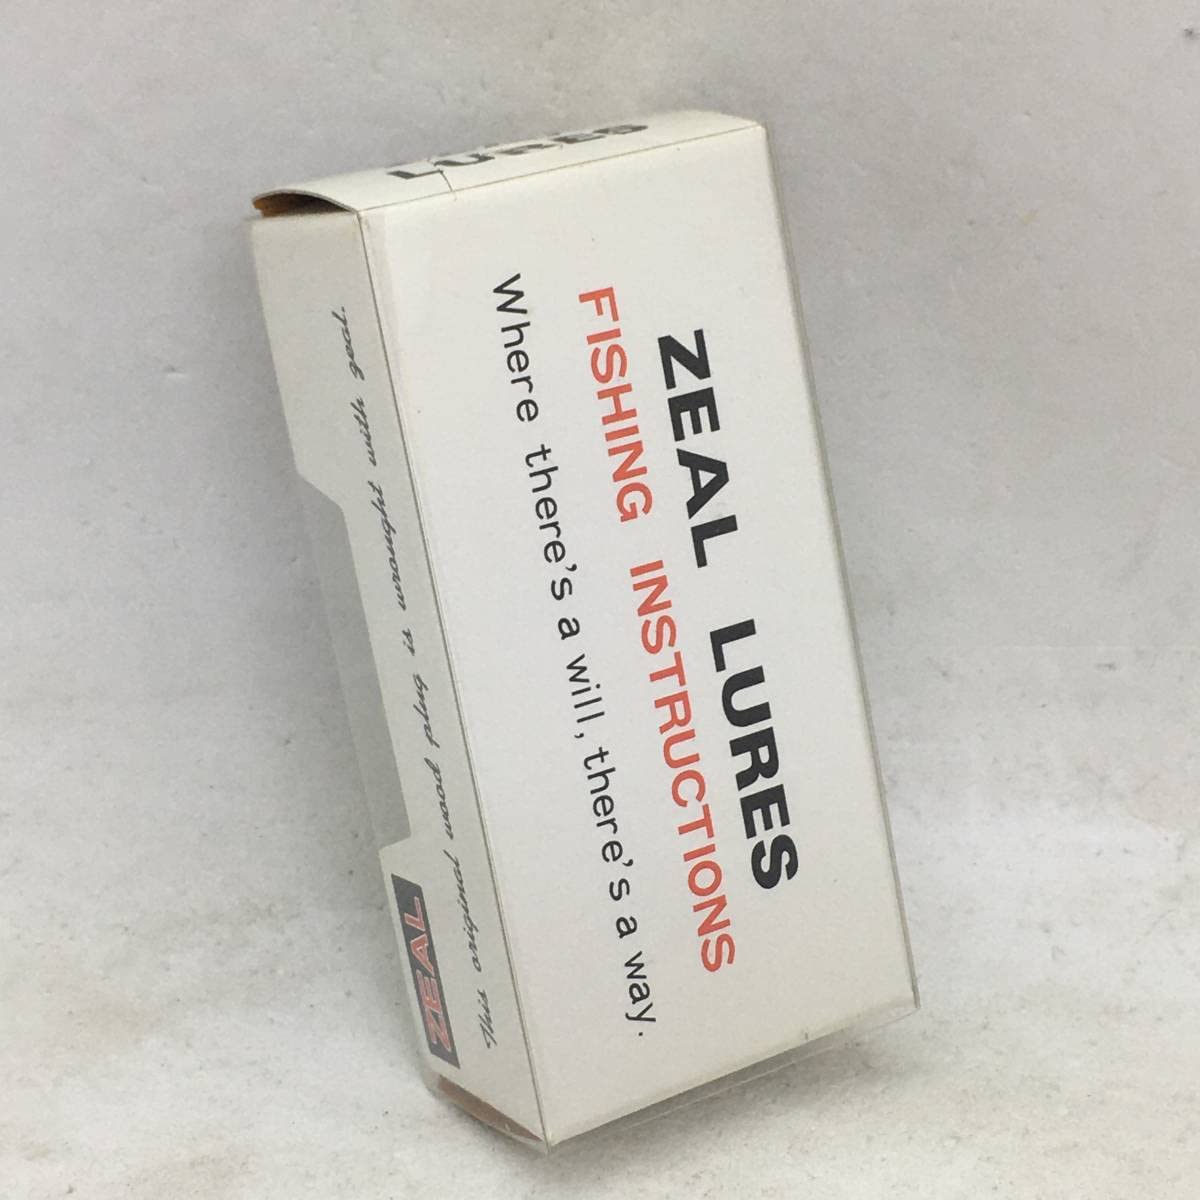 ZEAL LURES
FISHING INSTRUCTIONS
Where there's a will, there's a way.
LURES
ZEAL
This original wood plug is wrought with zeal.